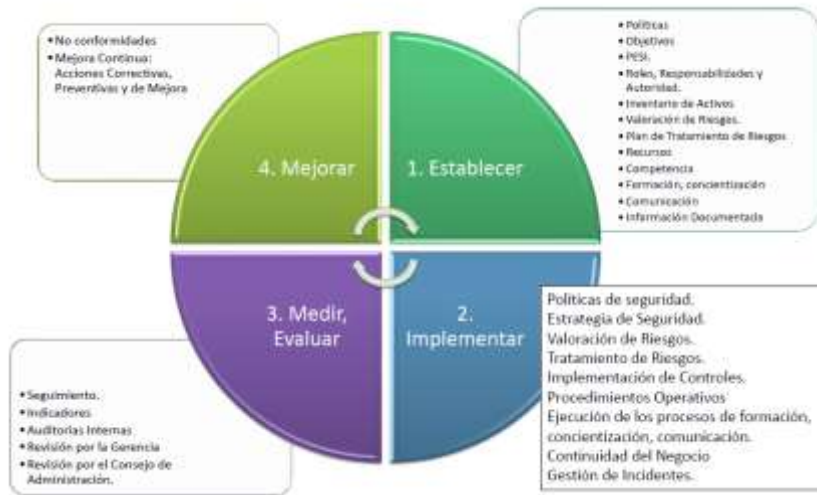 • No conformidades
• Mejora Continua:
Acciones Correctivas,
Preventivas y de Mejora
4. Mejorar
1. Establecer
• Políticas
• Objetivos
• PESI.
• Roles, Responsabilidades y
Autoridad.
• Inventario de Activos
• Valoración de Riesgos.
• Plan de Tratamiento de Riesgos
• Recursos
• Competencia
• Formación, concientización
• Comunicación
• Información Documentada
3. Medir,
Evaluar
2.
Implementar
• Seguimiento.
• Indicadores
• Auditorías Internas
• Revisión por la Gerencia
• Revisión por el Consejo de
Administración.
Políticas de seguridad.
Estrategia de Seguridad.
Valoración de Riesgos.
Tratamiento de Riesgos.
Implementación de Controles.
Procedimientos Operativos
Ejecución de los procesos de formación,
concientización, comunicación.
Continuidad del Negocio
Gestión de Incidentes.